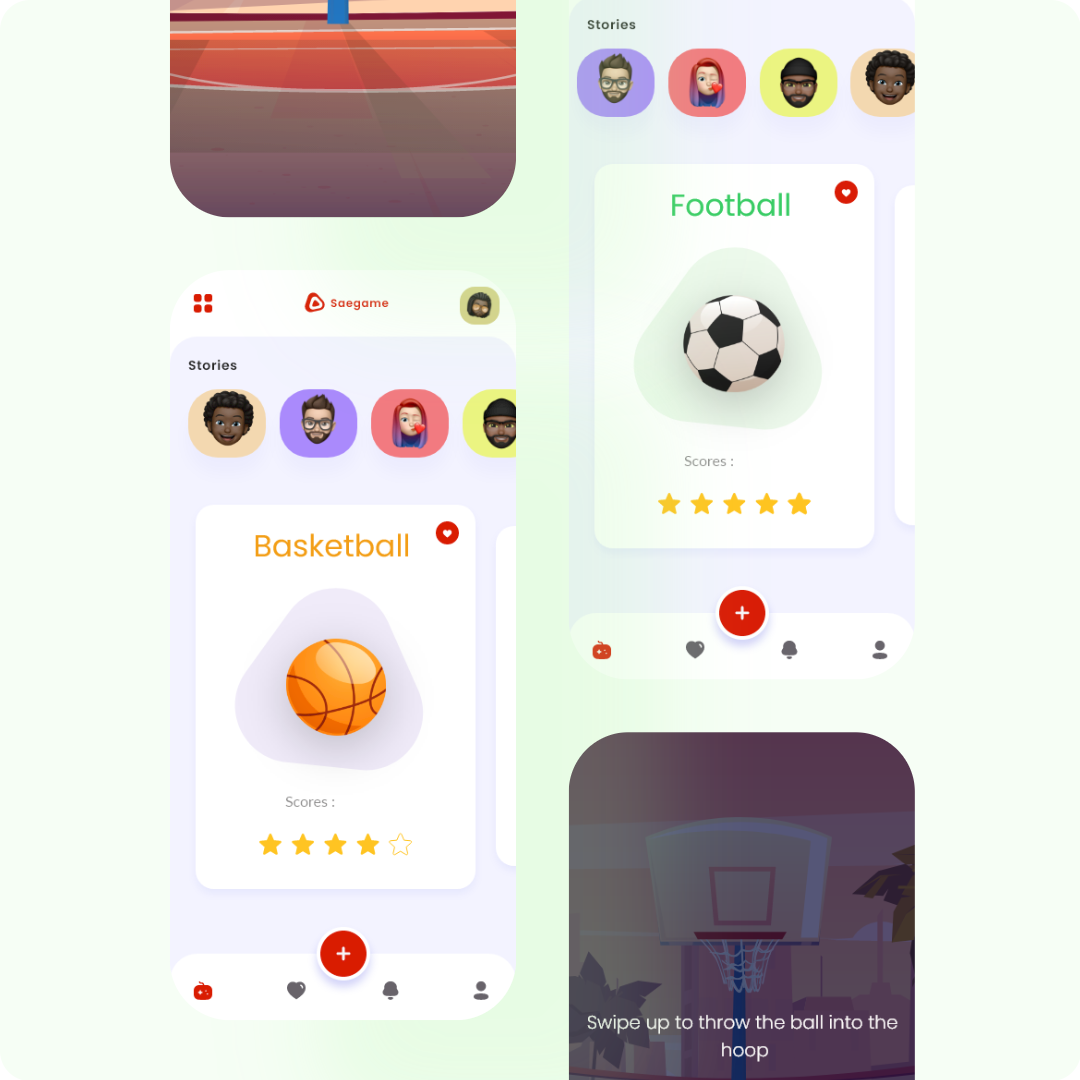 Saegame
Stories
Basketball
Scores :
Stories
Football
Scores :
Swipe up to throw the ball into the
hoop